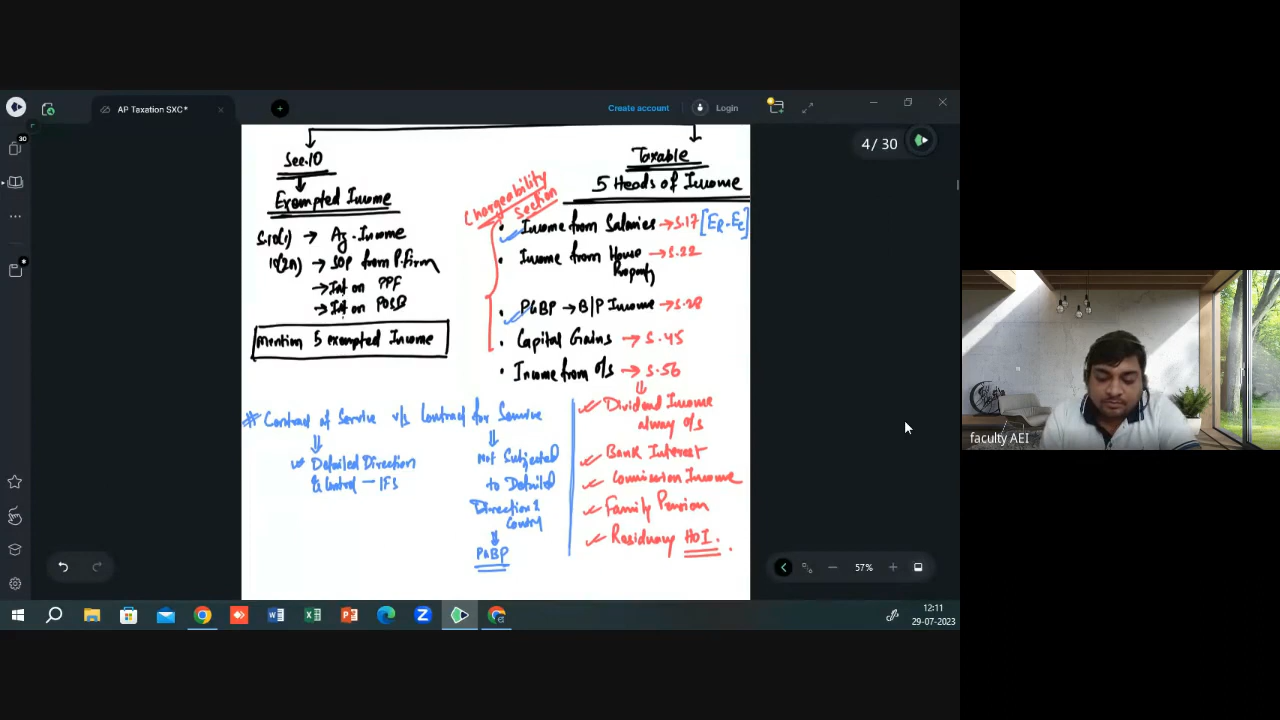 AP Taxation SXC*
Create account
Login
30
4 / 30
Sec.10
Exempted Income
S.10(1) → Ag. Income
10(2A) → SOP from P.Firm
→ Int on PPF
→ Int on POSB
Mention 5 exempted Income
Taxable
5 Heads of Income
Chargeability
Section
• Income from Salaries → S.17 [ER-EE]
• Income from House → S.22
Property
• PGBP → B/P Income → S.28
• Capital Gains → S.45
• Income from O/S → S.56
# Contract of Service v/s Contract for Service
Detailed Direction
& Control - IFS
Not Subjected
to Detailed
Direction &
Control
PGBP
Dividend Income
alway O/S
Bank Interest
Commission Income
Family Pension
Residuary HOI.
57%
faculty AEI
12:11
29-07-2023